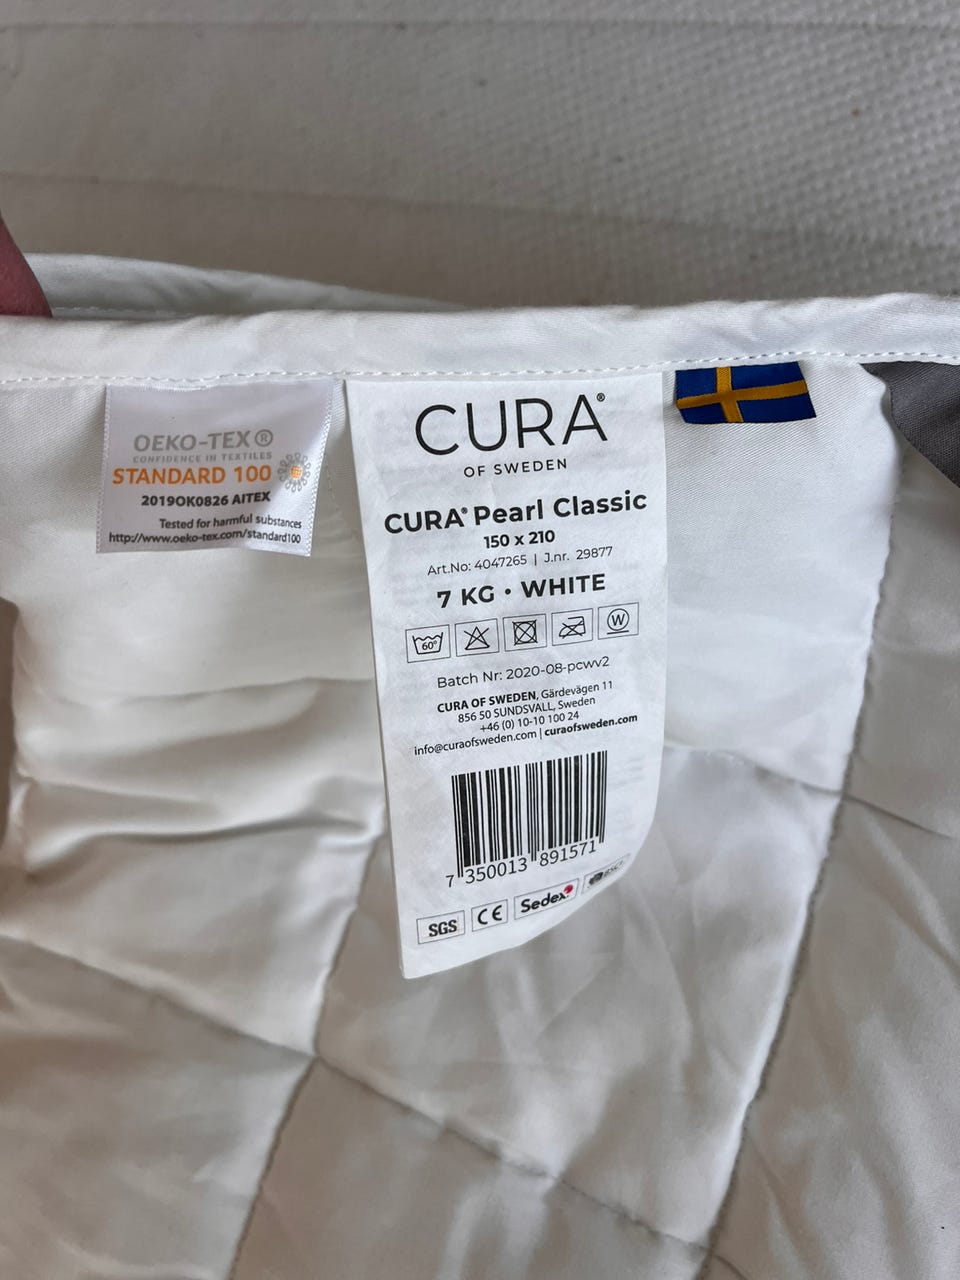 OEKO-TEX®
CONFIDENCE IN TEXTILES
STANDARD 100
2019OK0826 AITEX
Tested for harmful substances
http://www.oeko-tex.com/standard100
CURA®
OF SWEDEN
CURA® Pearl Classic
150 x 210
Art.No: 4047265 | J.nr. 29877
7 KG • WHITE
60°
W
Batch Nr: 2020-08-pcwv2
CURA OF SWEDEN, Gärdevägen 11
856 50 SUNDSVALL, Sweden
+46 (0) 10-10 100 24
info@curaofsweden.com | curaofsweden.com
7 350013 891571
SGS CE Sedex